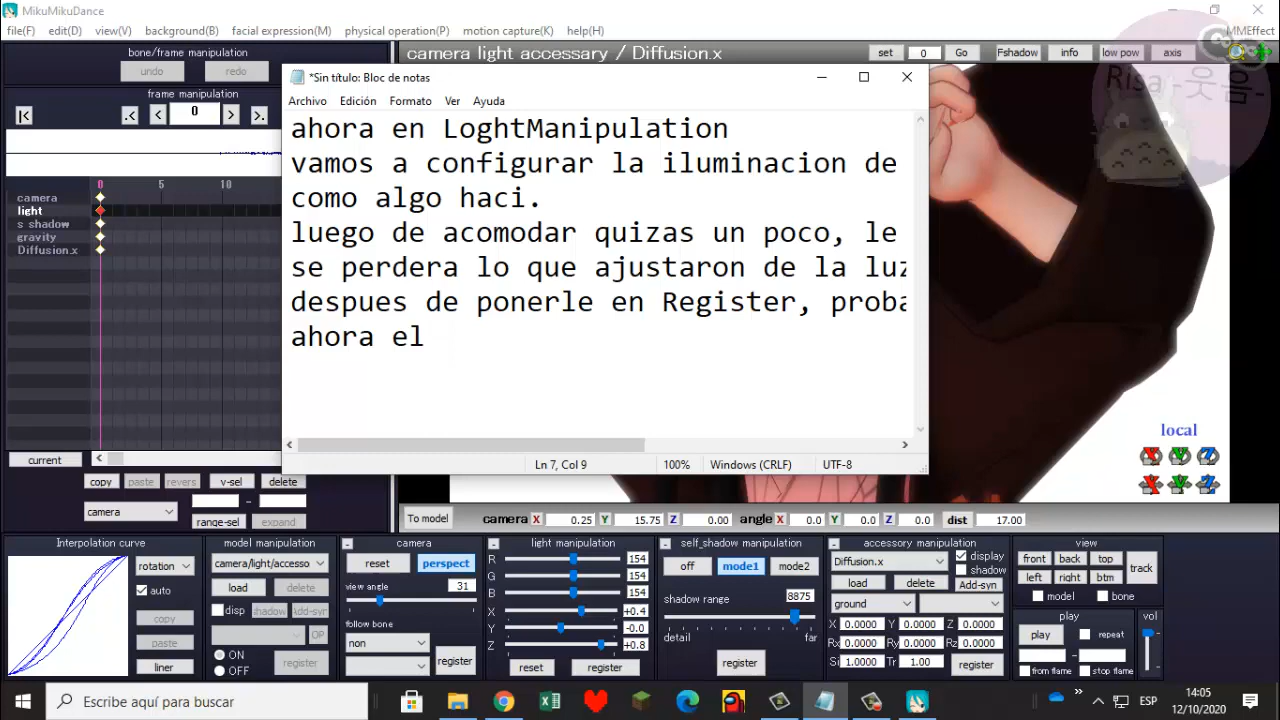 MikuMikuDance
file(F) edit(D) view(V) background(B) facial expression(M) physical operation(P) motion capture(K) help(H) MMEffect
bone/frame manipulation
undo redo
frame manipulation
0
camera light accessary / Diffusion.x set 0 Go Fshadow info low pow axis
Risa-웃음-
*Sin título: Bloc de notas
Archivo Edición Formato Ver Ayuda
ahora en LoghtManipulation
vamos a configurar la iluminacion de
como algo haci.
luego de acomodar quizas un poco, le
se perdera lo que ajustaron de la luz
despues de ponerle en Register, proba
ahora el
Ln 7, Col 9 100% Windows (CRLF) UTF-8
0 5 10
camera
light
s shadow
gravity
Diffusion.x
current
copy paste revers v-sel delete
camera range-sel expand
local
X Y Z
X Y Z
To model camera X 0.25 Y 15.75 Z 0.00 angle X 0.0 Y 0.0 Z 0.0 dist 17.00
Interpolation curve
rotation
auto
copy
paste
liner
model manipulation
camera/light/accesso
load delete
disp shadow Add-syn
OP
ON
OFF
register
camera
reset perspect
view angle 31
follow bone
non
register
light manipulation
R 154
G 154
B 154
X +0.4
Y -0.0
Z +0.8
reset register
self_shadow manipulation
off mode1 mode2
shadow range 8875
detail far
register
accessory manipulation
Diffusion.x display
shadow
load delete Add-syn
ground
X 0.0000 Y 0.0000 Z 0.0000
Rx 0.0000 Ry 0.0000 Rz 0.0000
Si 1.0000 Tr 1.00 register
view
front back top
left right btm track
model bone
play
play repeat
from flame stop flame
vol
Escribe aquí para buscar
ESP
14:05
12/10/2020